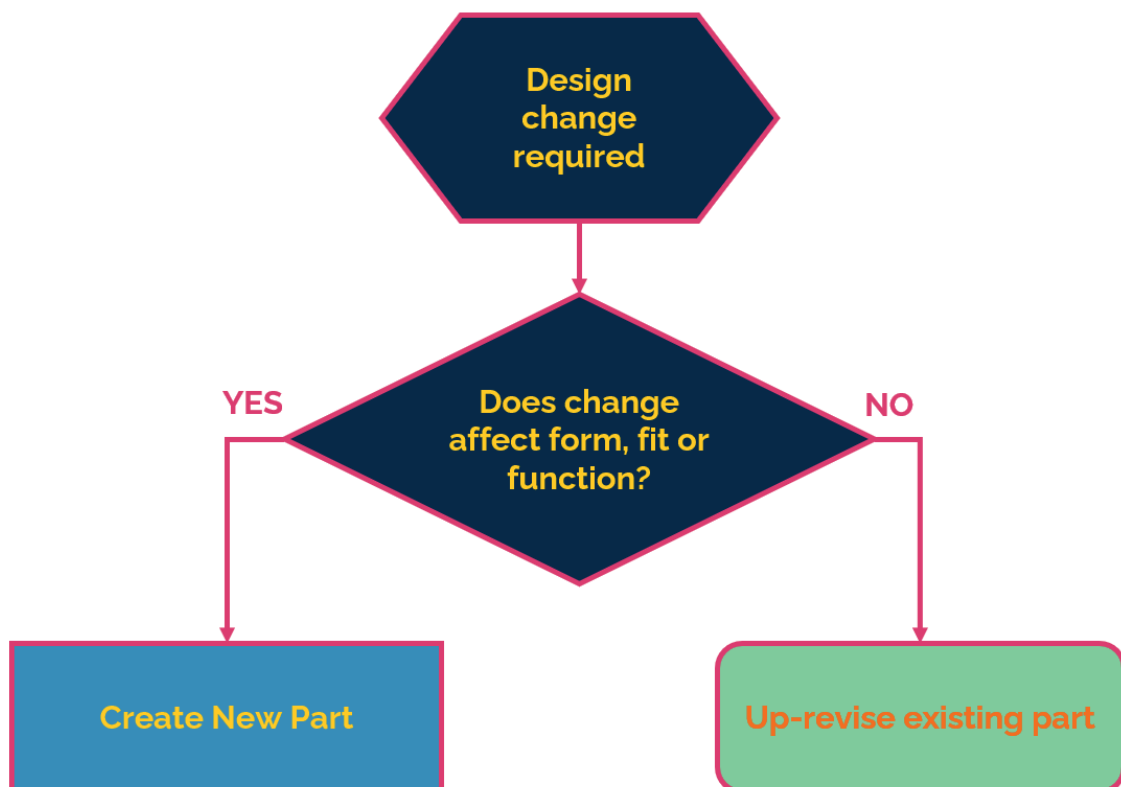 Design
change
required
YES
Does change
affect form, fit or
function?
NO
Create New Part
Up-revise existing part